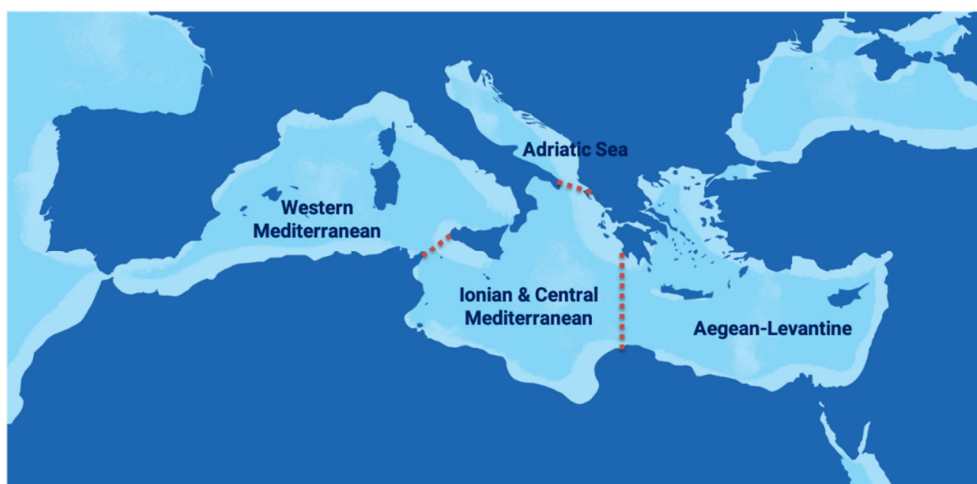 Adriatic Sea
Western
Mediterranean
Ionian & Central
Mediterranean
Aegean-Levantine